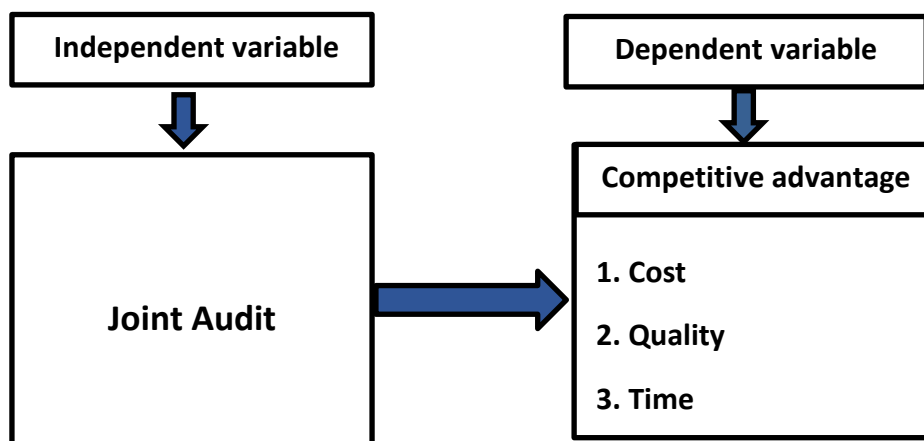 Independent variable
Dependent variable
Joint Audit
Competitive advantage
1. Cost
2. Quality
3. Time